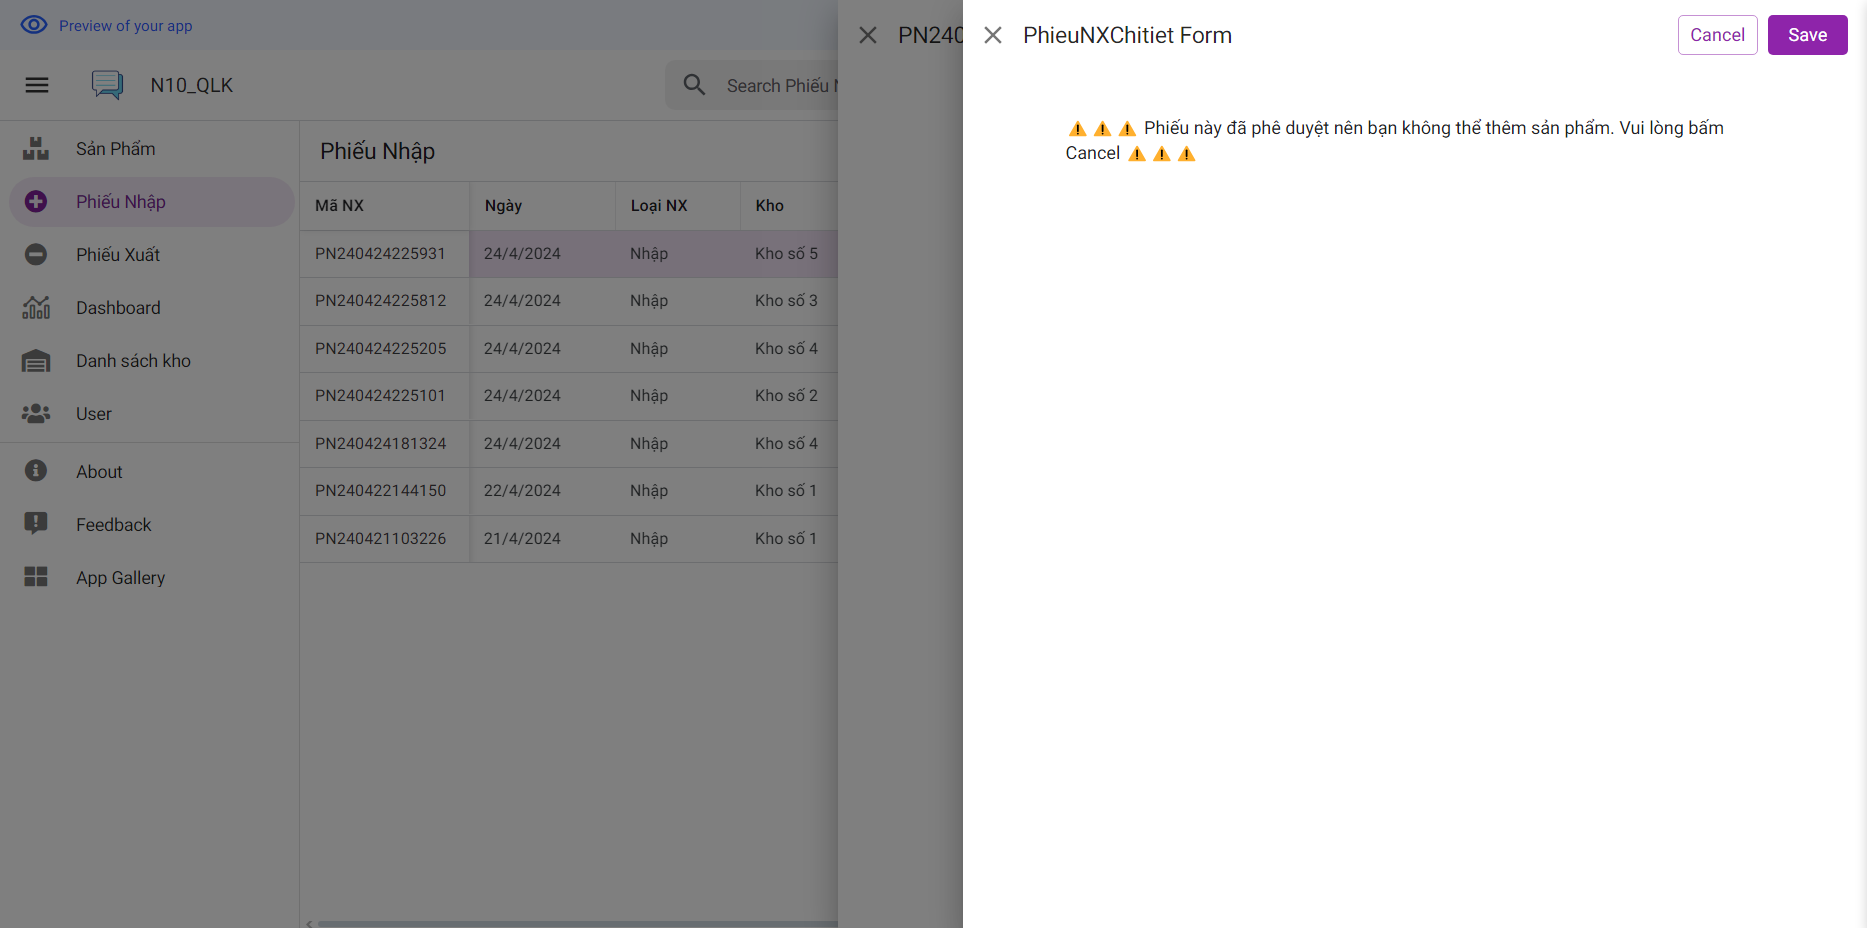 Preview of your app
N10_QLK
Search Phiếu
Sản Phẩm
Phiếu Nhập
Phiếu Xuất
Dashboard
Danh sách kho
User
About
Feedback
App Gallery
Phiếu Nhập
Mã NX Ngày Loại NX Kho
PN240424225931 24/4/2024 Nhập Kho số 5
PN240424225812 24/4/2024 Nhập Kho số 3
PN240424225205 24/4/2024 Nhập Kho số 4
PN240424225101 24/4/2024 Nhập Kho số 2
PN240424181324 24/4/2024 Nhập Kho số 4
PN240422144150 22/4/2024 Nhập Kho số 1
PN240421103226 21/4/2024 Nhập Kho số 1
PN240
PhieuNXChitiet Form
Cancel
Save
⚠️ ⚠️ ⚠️ Phiếu này đã phê duyệt nên bạn không thể thêm sản phẩm. Vui lòng bấm
Cancel ⚠️ ⚠️ ⚠️